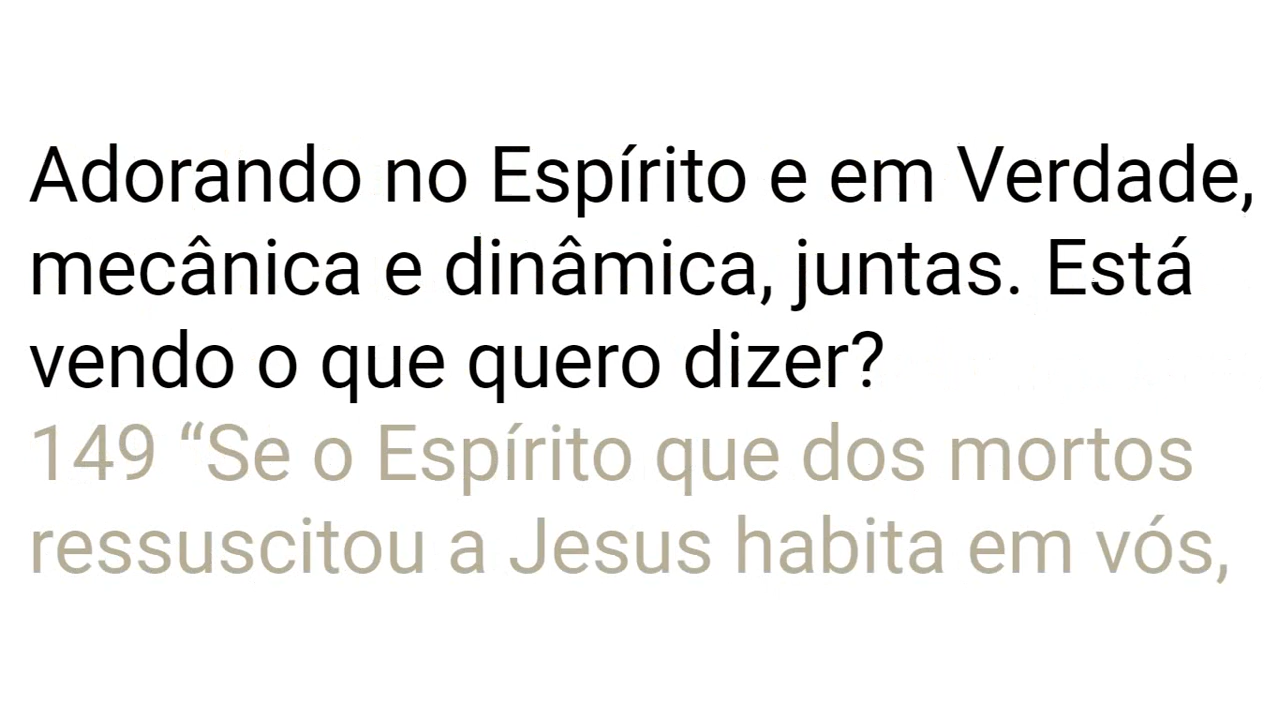 Adorando no Espírito e em Verdade,
mecânica e dinâmica, juntas. Está
vendo o que quero dizer?
149 “Se o Espírito que dos mortos
ressuscitou a Jesus habita em vós,